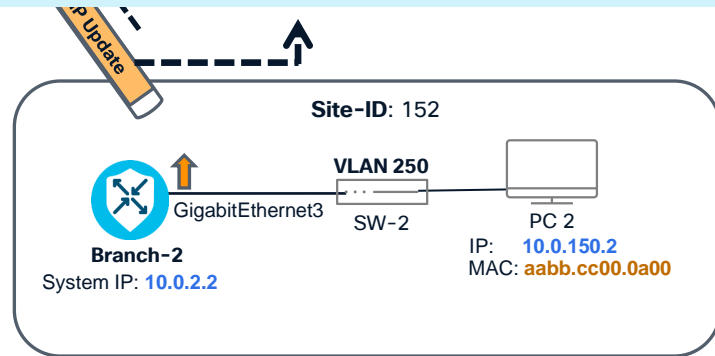 P Update
Site-ID: 152
VLAN 250
GigabitEthernet3
SW-2
PC 2
Branch-2
System IP: 10.0.2.2
IP: 10.0.150.2
MAC: aabb.cc00.0a00